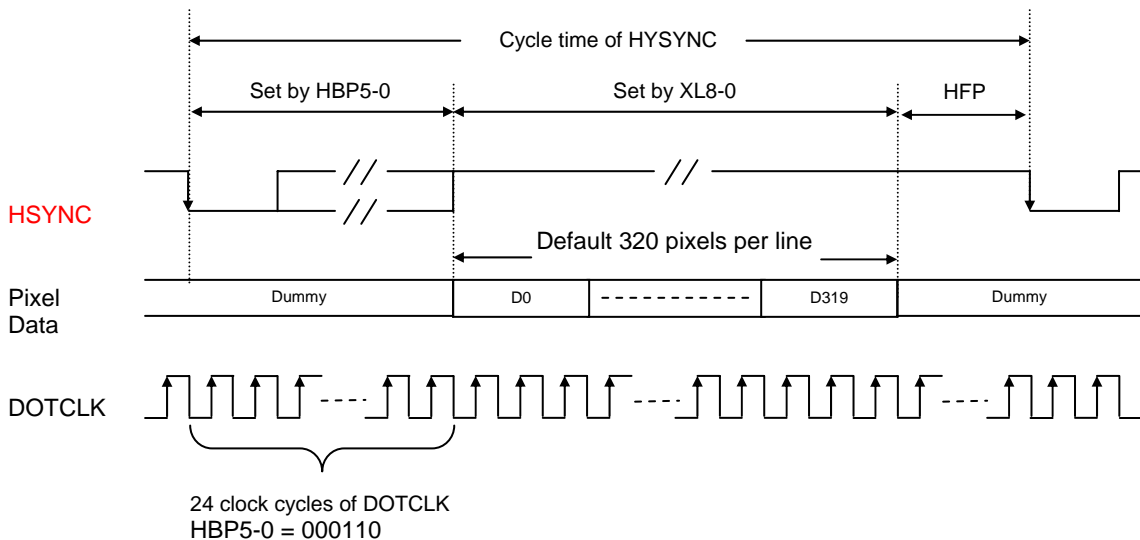 Cycle time of HYSYNC
Set by HBP5-0
Set by XL8-0
HFP
HSYNC
Default 320 pixels per line
Pixel
Data
Dummy
D0
D319
Dummy
DOTCLK
24 clock cycles of DOTCLK
HBP5-0 = 000110